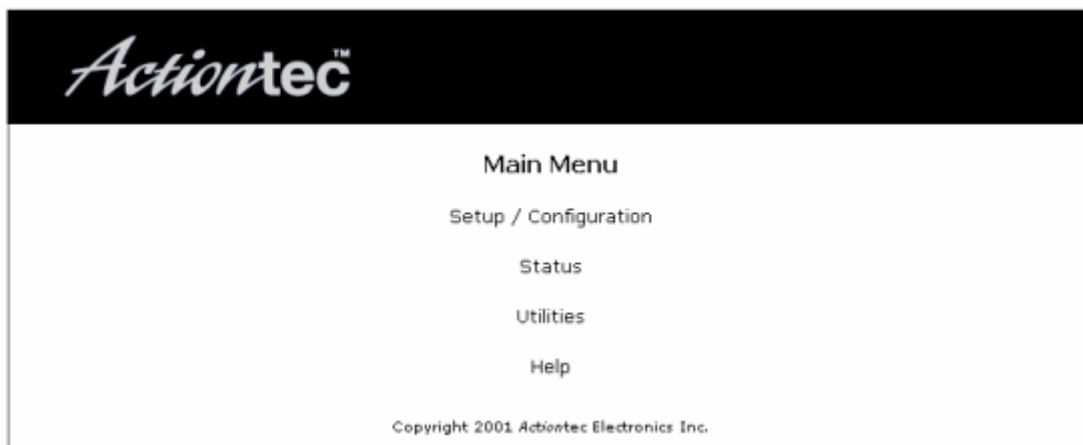 Actiontec™
Main Menu
Setup / Configuration
Status
Utilities
Help
Copyright 2001 Actiontec Electronics Inc.